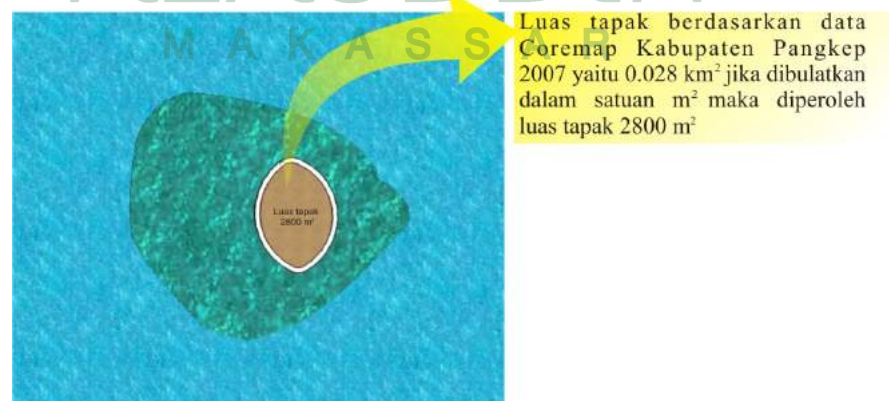 MAKASSAR
Luas tapak berdasarkan data
Coremap Kabupaten Pangkep
2007 yaitu 0.028 km² jika dibulatkan
dalam satuan m² maka diperoleh
luas tapak 2800 m²
Luas tapak
2800 m²